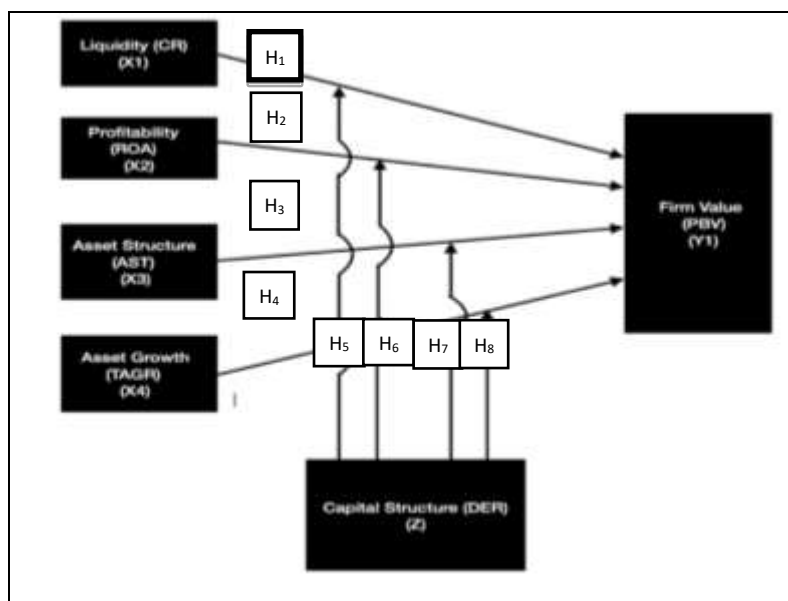 Liquidity (CR)
(X1)
H1
H2
Profitability
(ROA)
(X2)
H3
Firm Value
(PBV)
(Y1)
Asset Structure
(AST)
(X3)
H4
Asset Growth
(TAGR)
(X4)
H5
H6
H7
H8
Capital Structure (DER)
(Z)